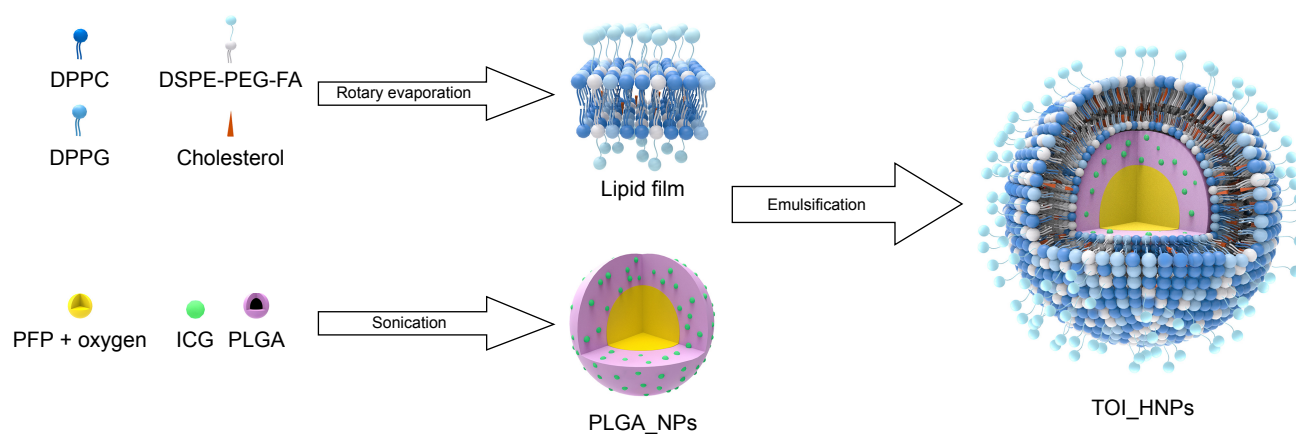 DPPC DSPE-PEG-FA
DPPG Cholesterol
Rotary evaporation
Lipid film
PFP + oxygen ICG PLGA
Sonication
PLGA_NPs
Emulsification
TOI_HNPs